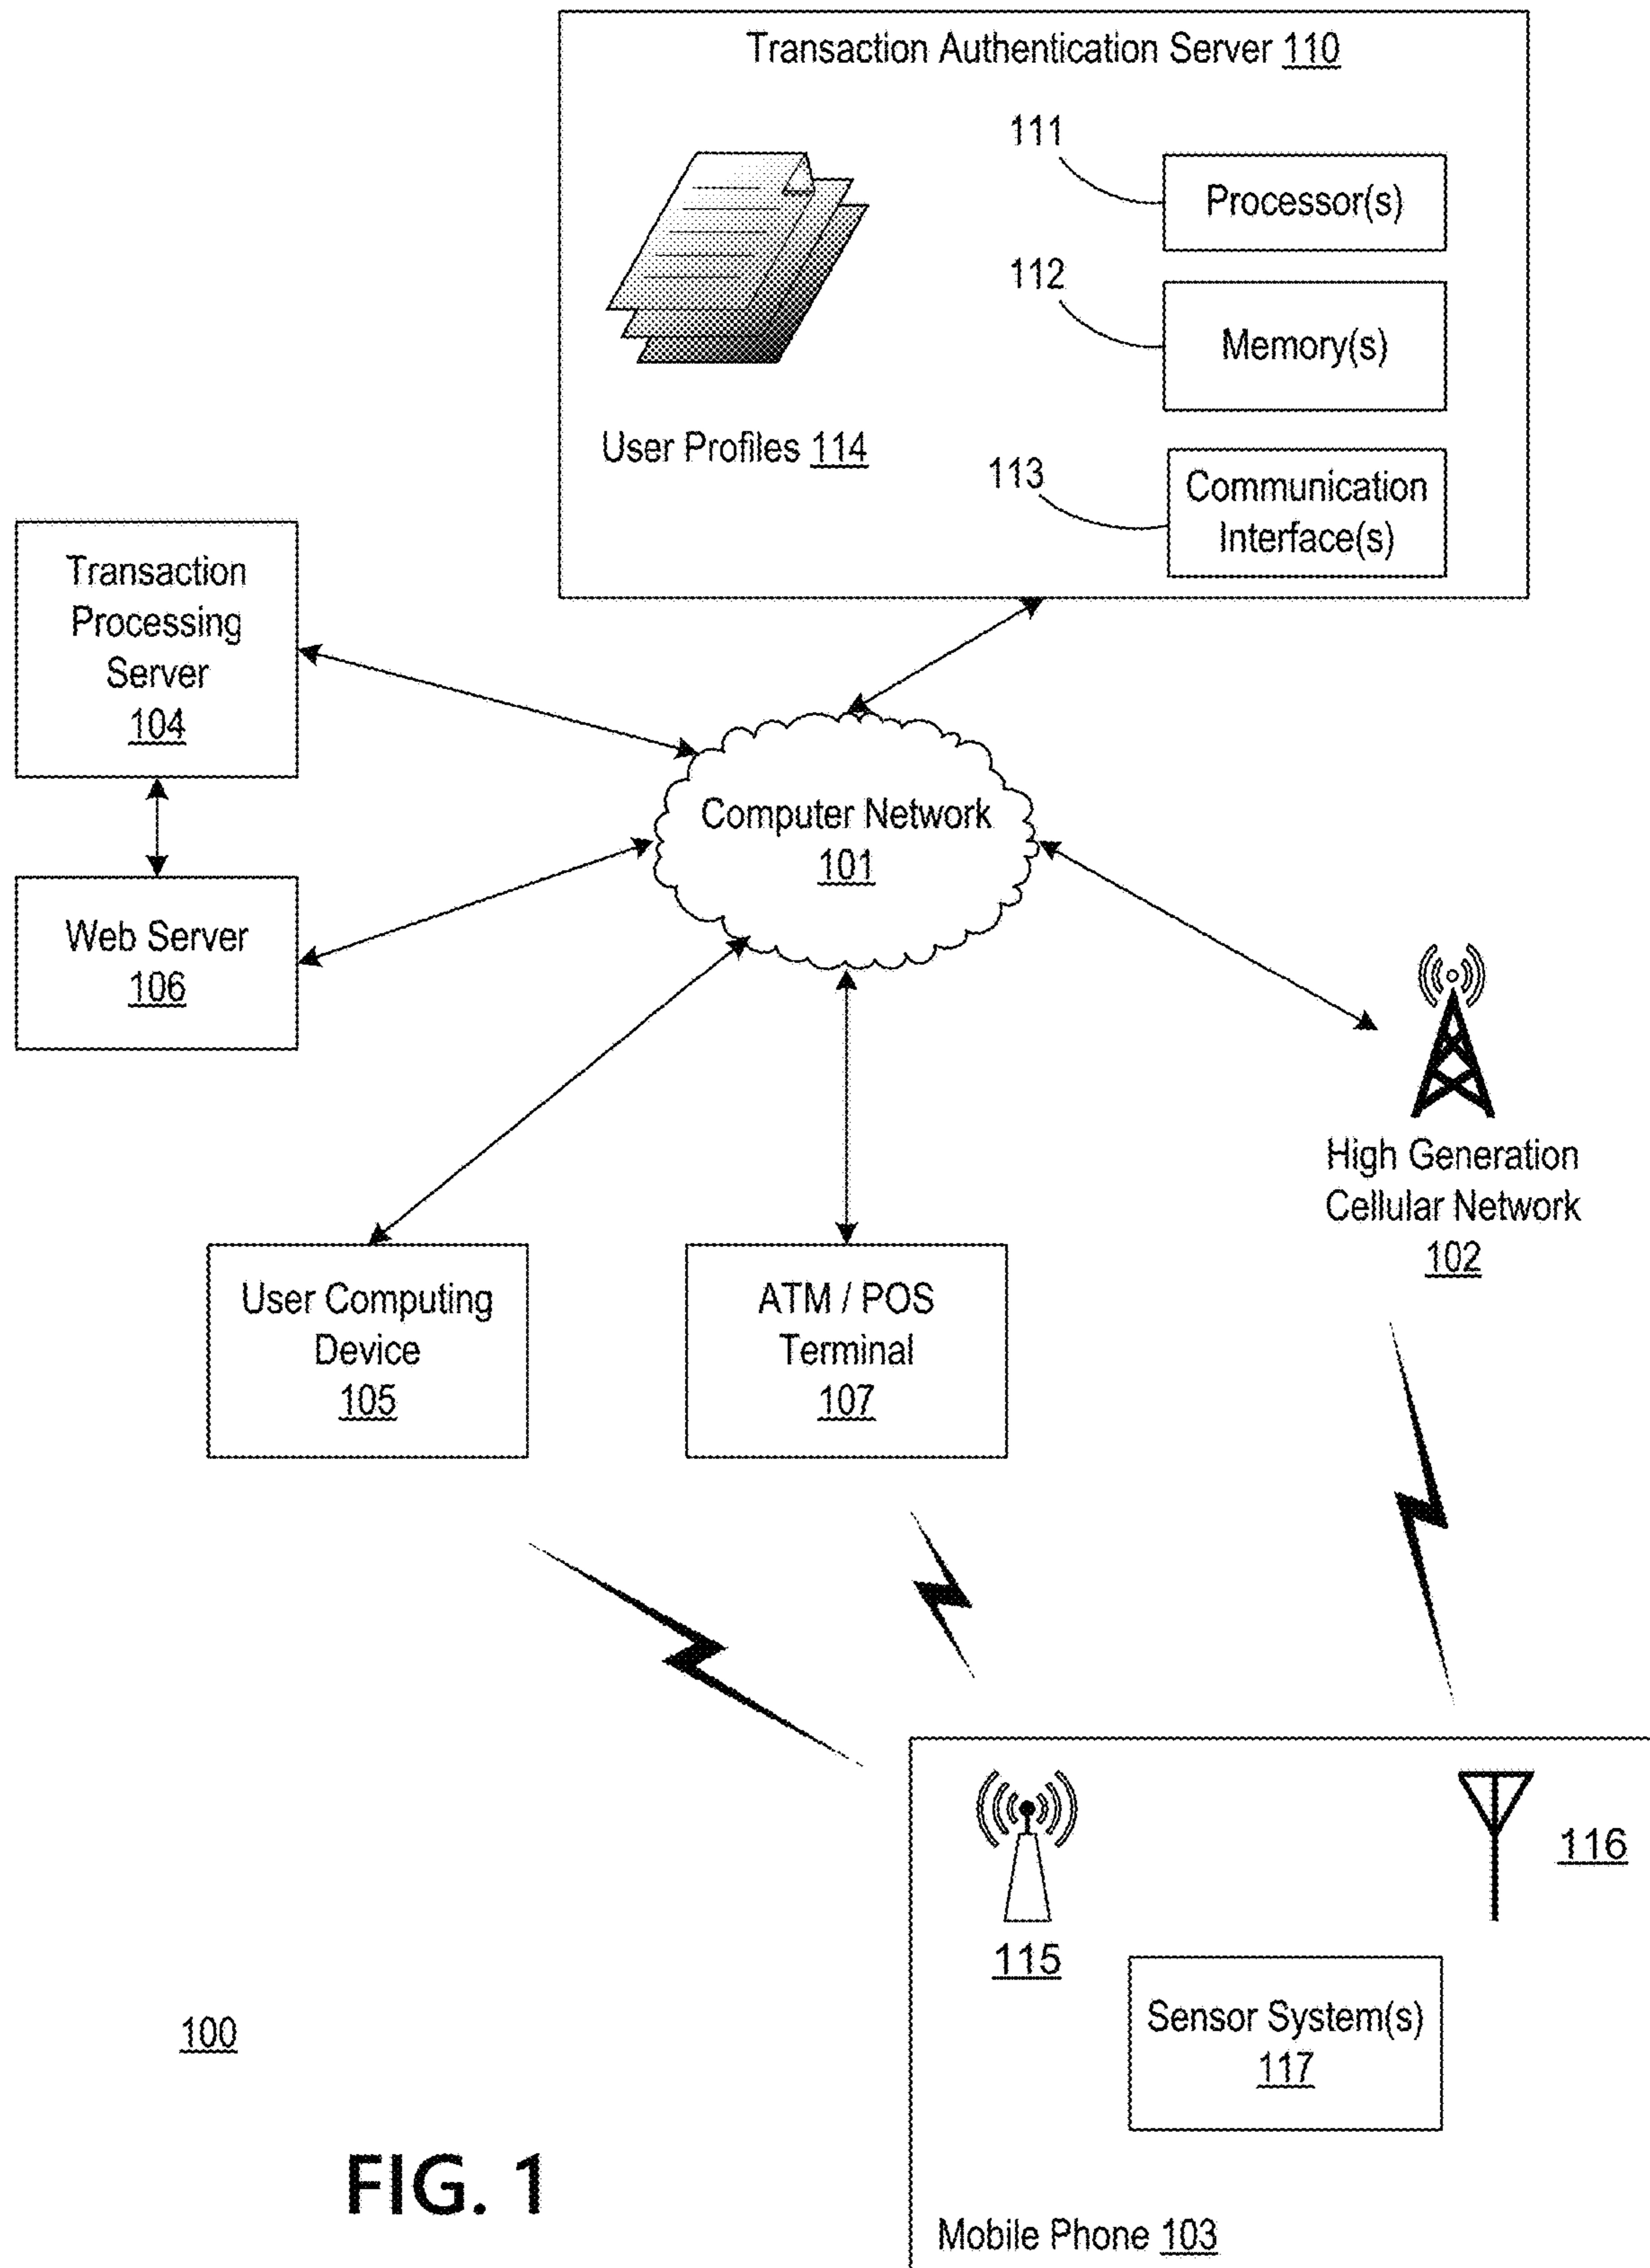 Transaction Authentication Server 110
111
Processor(s)
112
Memory(s)
User Profiles 114
113
Communication
Interface(s)
Transaction
Processing
Server
104
Computer Network
101
Web Server
106
High Generation
Cellular Network
102
User Computing
Device
105
ATM / POS
Terminal
107
115
116
Sensor System(s)
117
Mobile Phone 103
100
FIG. 1